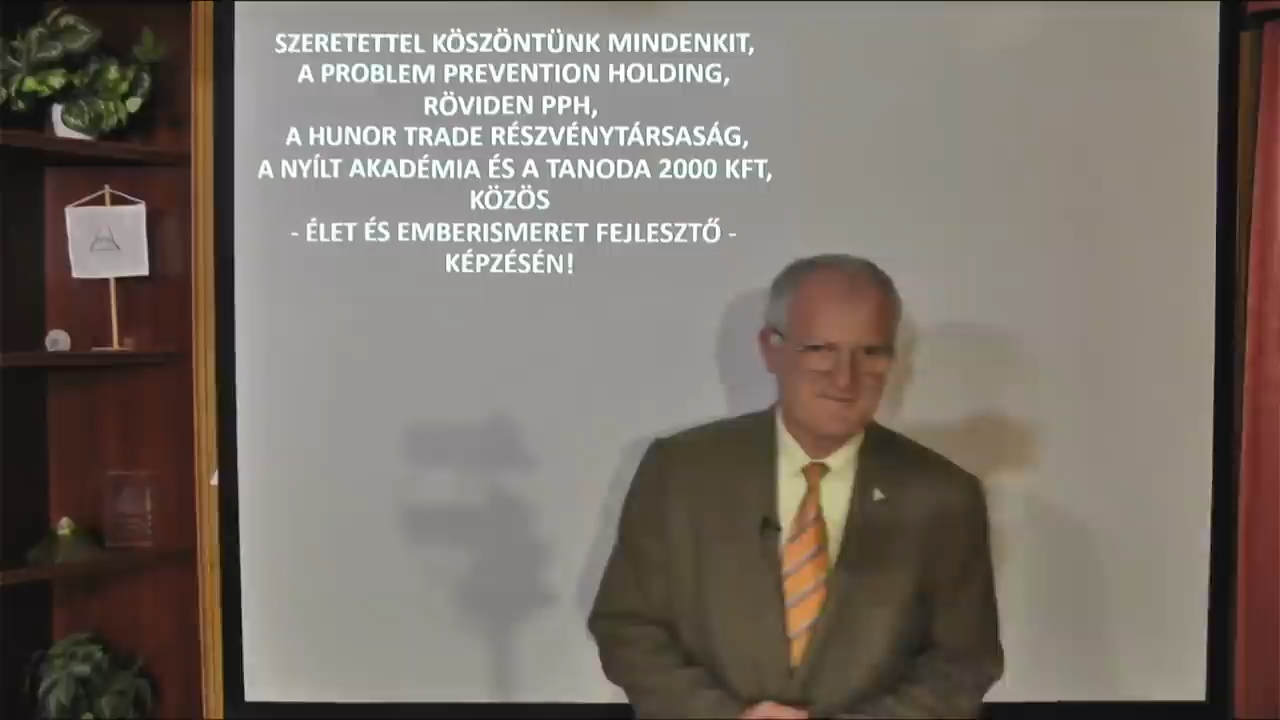 SZERETETTEL KÖSZÖNTÜNK MINDENKIT,
A PROBLEM PREVENTION HOLDING,
RÖVIDEN PPH,
A HUNOR TRADE RÉSZVÉNYTÁRSASÁG,
A NYÍLT AKADÉMIA ÉS A TANODA 2000 KFT,
KÖZÖS
- ÉLET ÉS EMBERISMERET FEJLESZTŐ -
KÉPZÉSÉN!